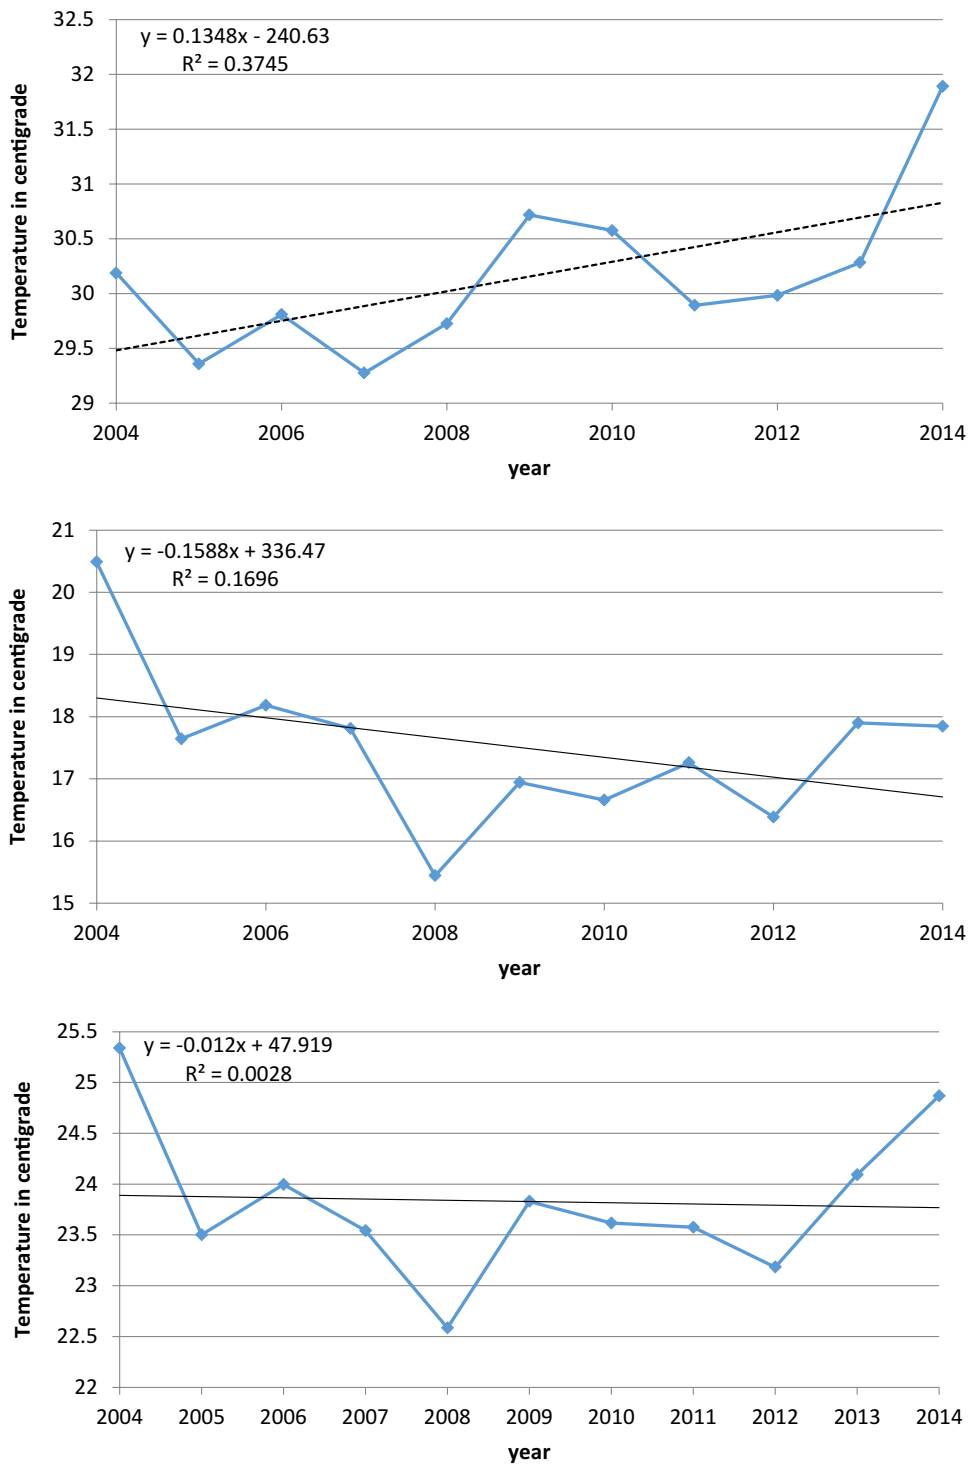 y = 0.1348x - 240.63
R² = 0.3745
Temperature in centigrade
32.5
32
31.5
31
30.5
30
29.5
29
2004 2006 2008 2010 2012 2014
year
y = -0.1588x + 336.47
R² = 0.1696
Temperature in centigrade
21
20
19
18
17
16
15
2004 2006 2008 2010 2012 2014
year
y = -0.012x + 47.919
R² = 0.0028
Temperature in centigrade
25.5
25
24.5
24
23.5
23
22.5
22
2004 2005 2006 2007 2008 2009 2010 2011 2012 2013 2014
year